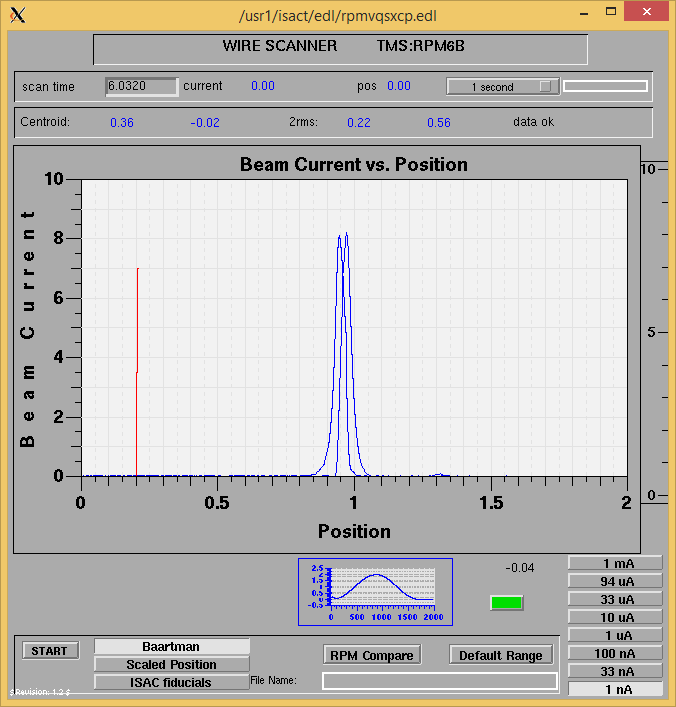 /usr1/isact/edl/rpmvqsxcp.edl
WIRE SCANNER TMS:RPM6B
scan time 6.0320 current 0.00 pos 0.00 1 second
Centroid: 0.36 -0.02 2rms: 0.22 0.56 data ok
Beam Current vs. Position
10
8
6
4
2
0
Beam Current
0 0.5 1 1.5 2
Position
10
5
0
2.5
2.0
1.5
1.0
0.5
0.0
-0.5
0 500 1000 1500 2000
-0.04
1 mA
94 uA
33 uA
10 uA
1 uA
100 nA
33 nA
1 nA
START
Baartman
Scaled Position
ISAC fiducials
RPM Compare
Default Range
File Name:
$Revision: 1.2 $